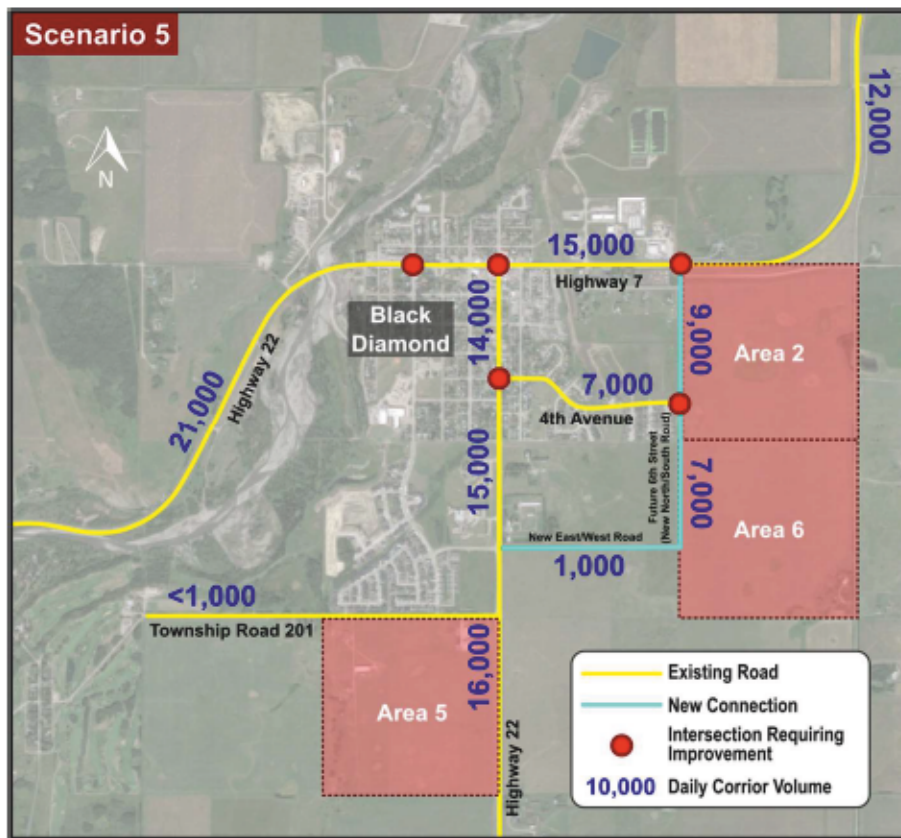 Scenario 5
12,000
N
15,000
Highway 7
Black
Diamond
14,000
9,000
Area 2
21,000
Highway 22
7,000
4th Avenue
15,000
Future 6th Street
(New North/South Road)
7,000
Area 6
New East/West Road
1,000
<1,000
Township Road 201
16,000
Area 5
Highway 22
Existing Road
New Connection
Intersection Requiring
Improvement
10,000 Daily Corrior Volume